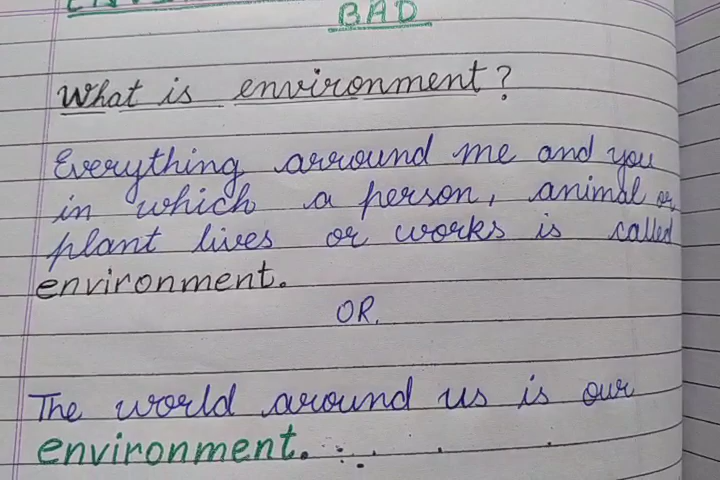 BAD
What is environment?
Everything arround me and you
in which a person, animal or
plant lives or works is called
environment.
OR.
The world around us is our
environment.